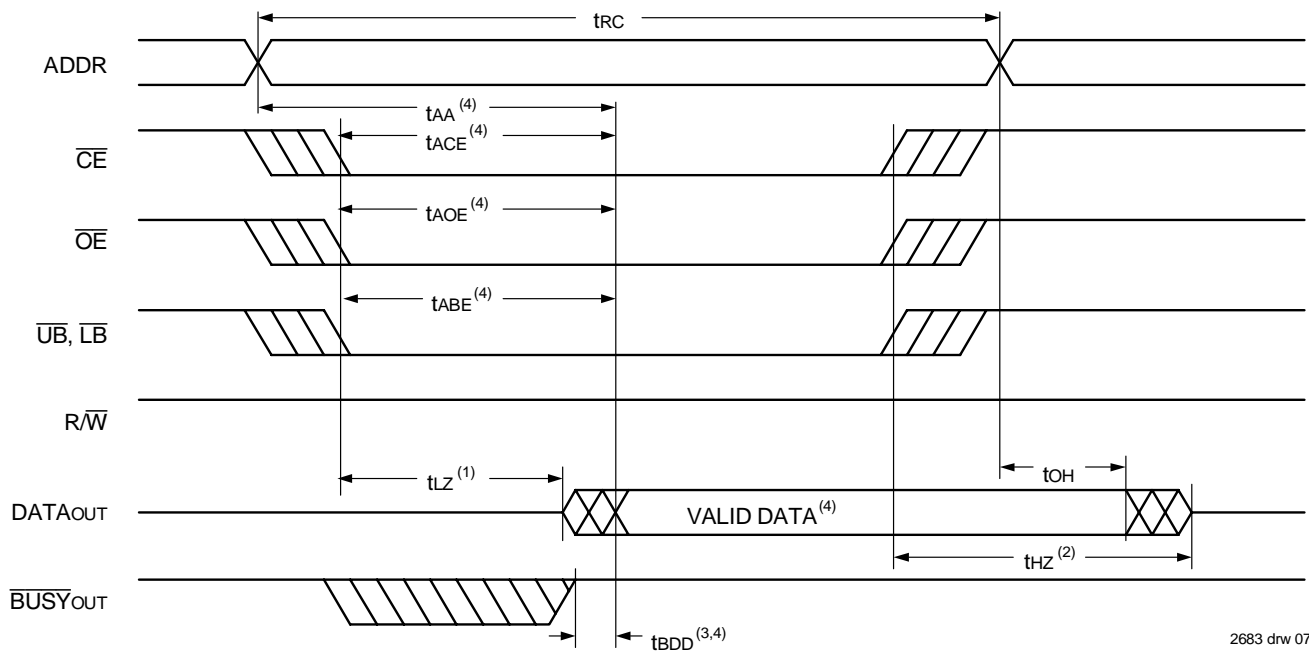 tRC
ADDR
tAA (4)
tACE (4)
CE
tAOE (4)
OE
tABE (4)
UB, LB
R/W
tLZ (1)
tOH
DATAOUT
VALID DATA (4)
tHZ (2)
BUSYOUT
tBDD (3,4)
2683 drw 07